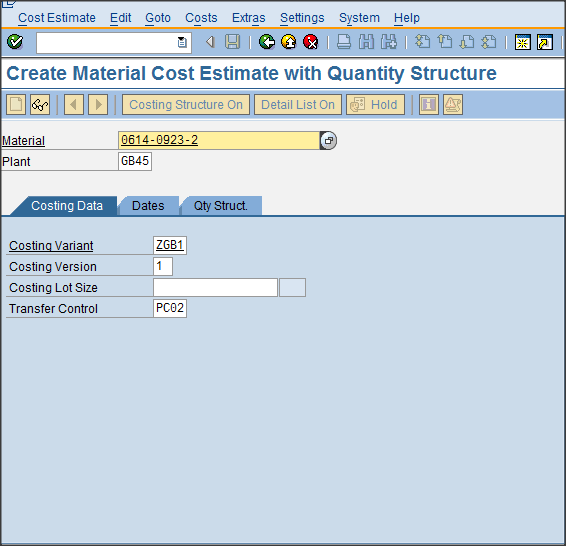 Cost Estimate Edit Goto Costs Extras Settings System Help
Create Material Cost Estimate with Quantity Structure
Costing Structure On Detail List On Hold
Material 0614-0923-2
Plant GB45
Costing Data Dates Qty Struct.
Costing Variant ZGB1
Costing Version 1
Costing Lot Size
Transfer Control PC02